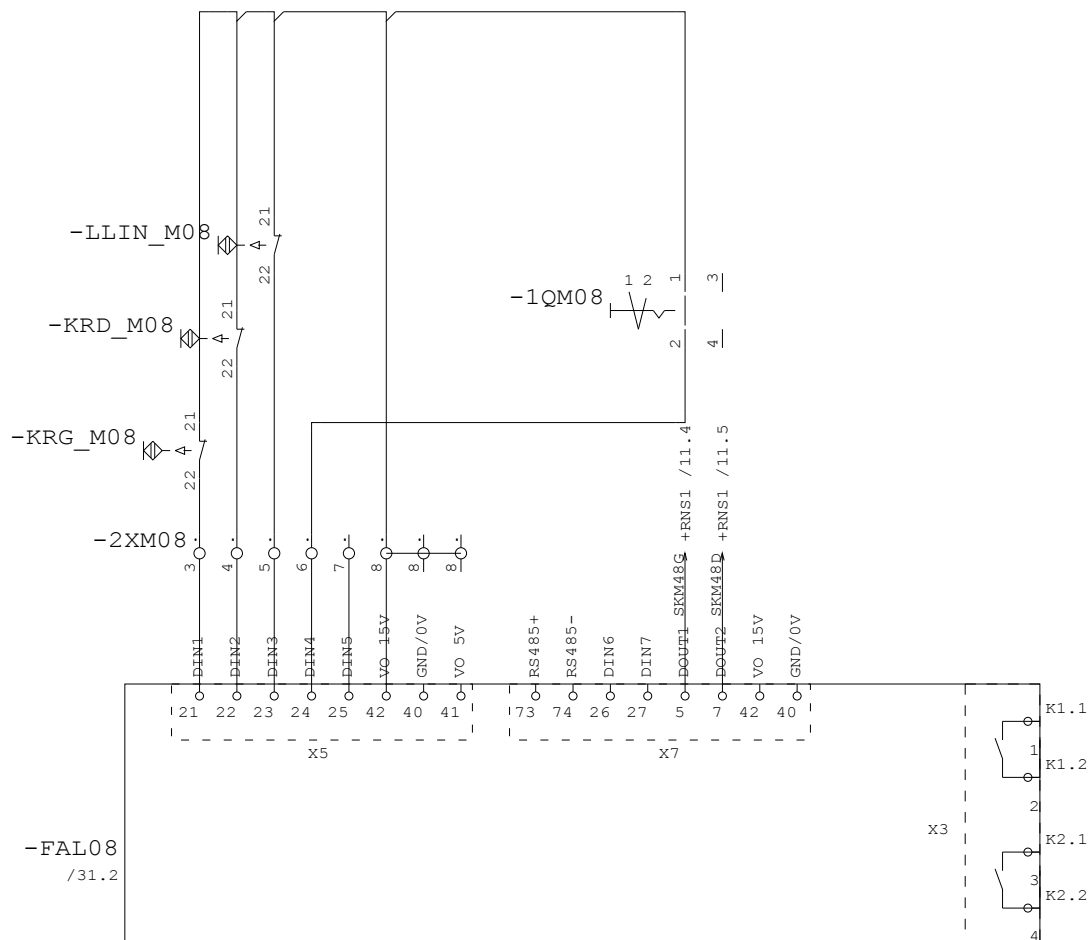 -LLIN_M08
21
22
-1QM08
1 2
1
3
2
4
-KRD_M08
21
22
-KRG_M08
21
22
SKM48G +RNS1 /11.4
SKM48D +RNS1 /11.5
-2XM08
3
4
5
6
7
8
8
8
DIN1
DIN2
DIN3
DIN4
DIN5
VO 15V
GND/0V
VO 5V
RS485+
RS485-
DIN6
DIN7
DOUT1
DOUT2
VO 15V
GND/0V
21 22 23 24 25 42 40 41
73 74 26 27 5 7 42 40
X5
X7
K1.1
1
K1.2
2
X3
K2.1
3
K2.2
4
-FAL08
/31.2